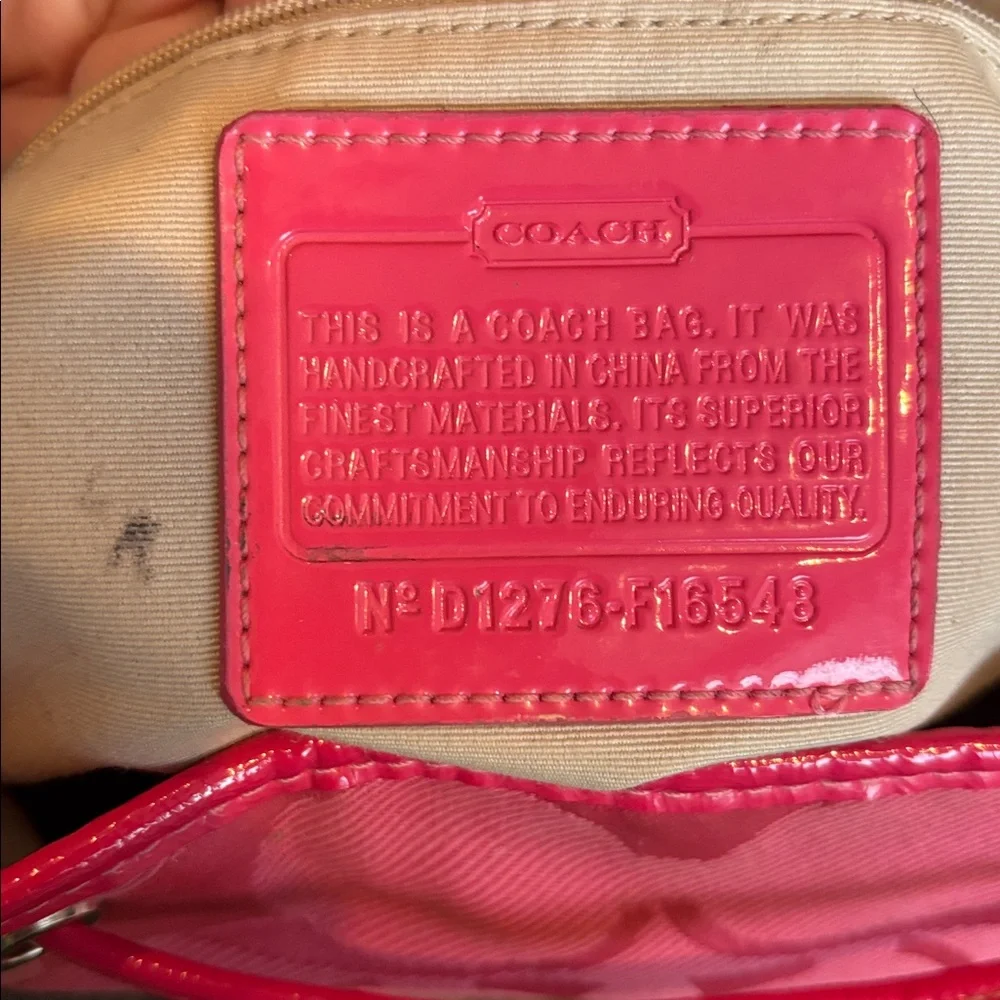 COACH
THIS IS A COACH BAG. IT WAS
HANDCRAFTED IN CHINA FROM THE
FINEST MATERIALS. ITS SUPERIOR
CRAFTSMANSHIP REFLECTS OUR
COMMITMENT TO ENDURING QUALITY.
Nº D1276-F16548